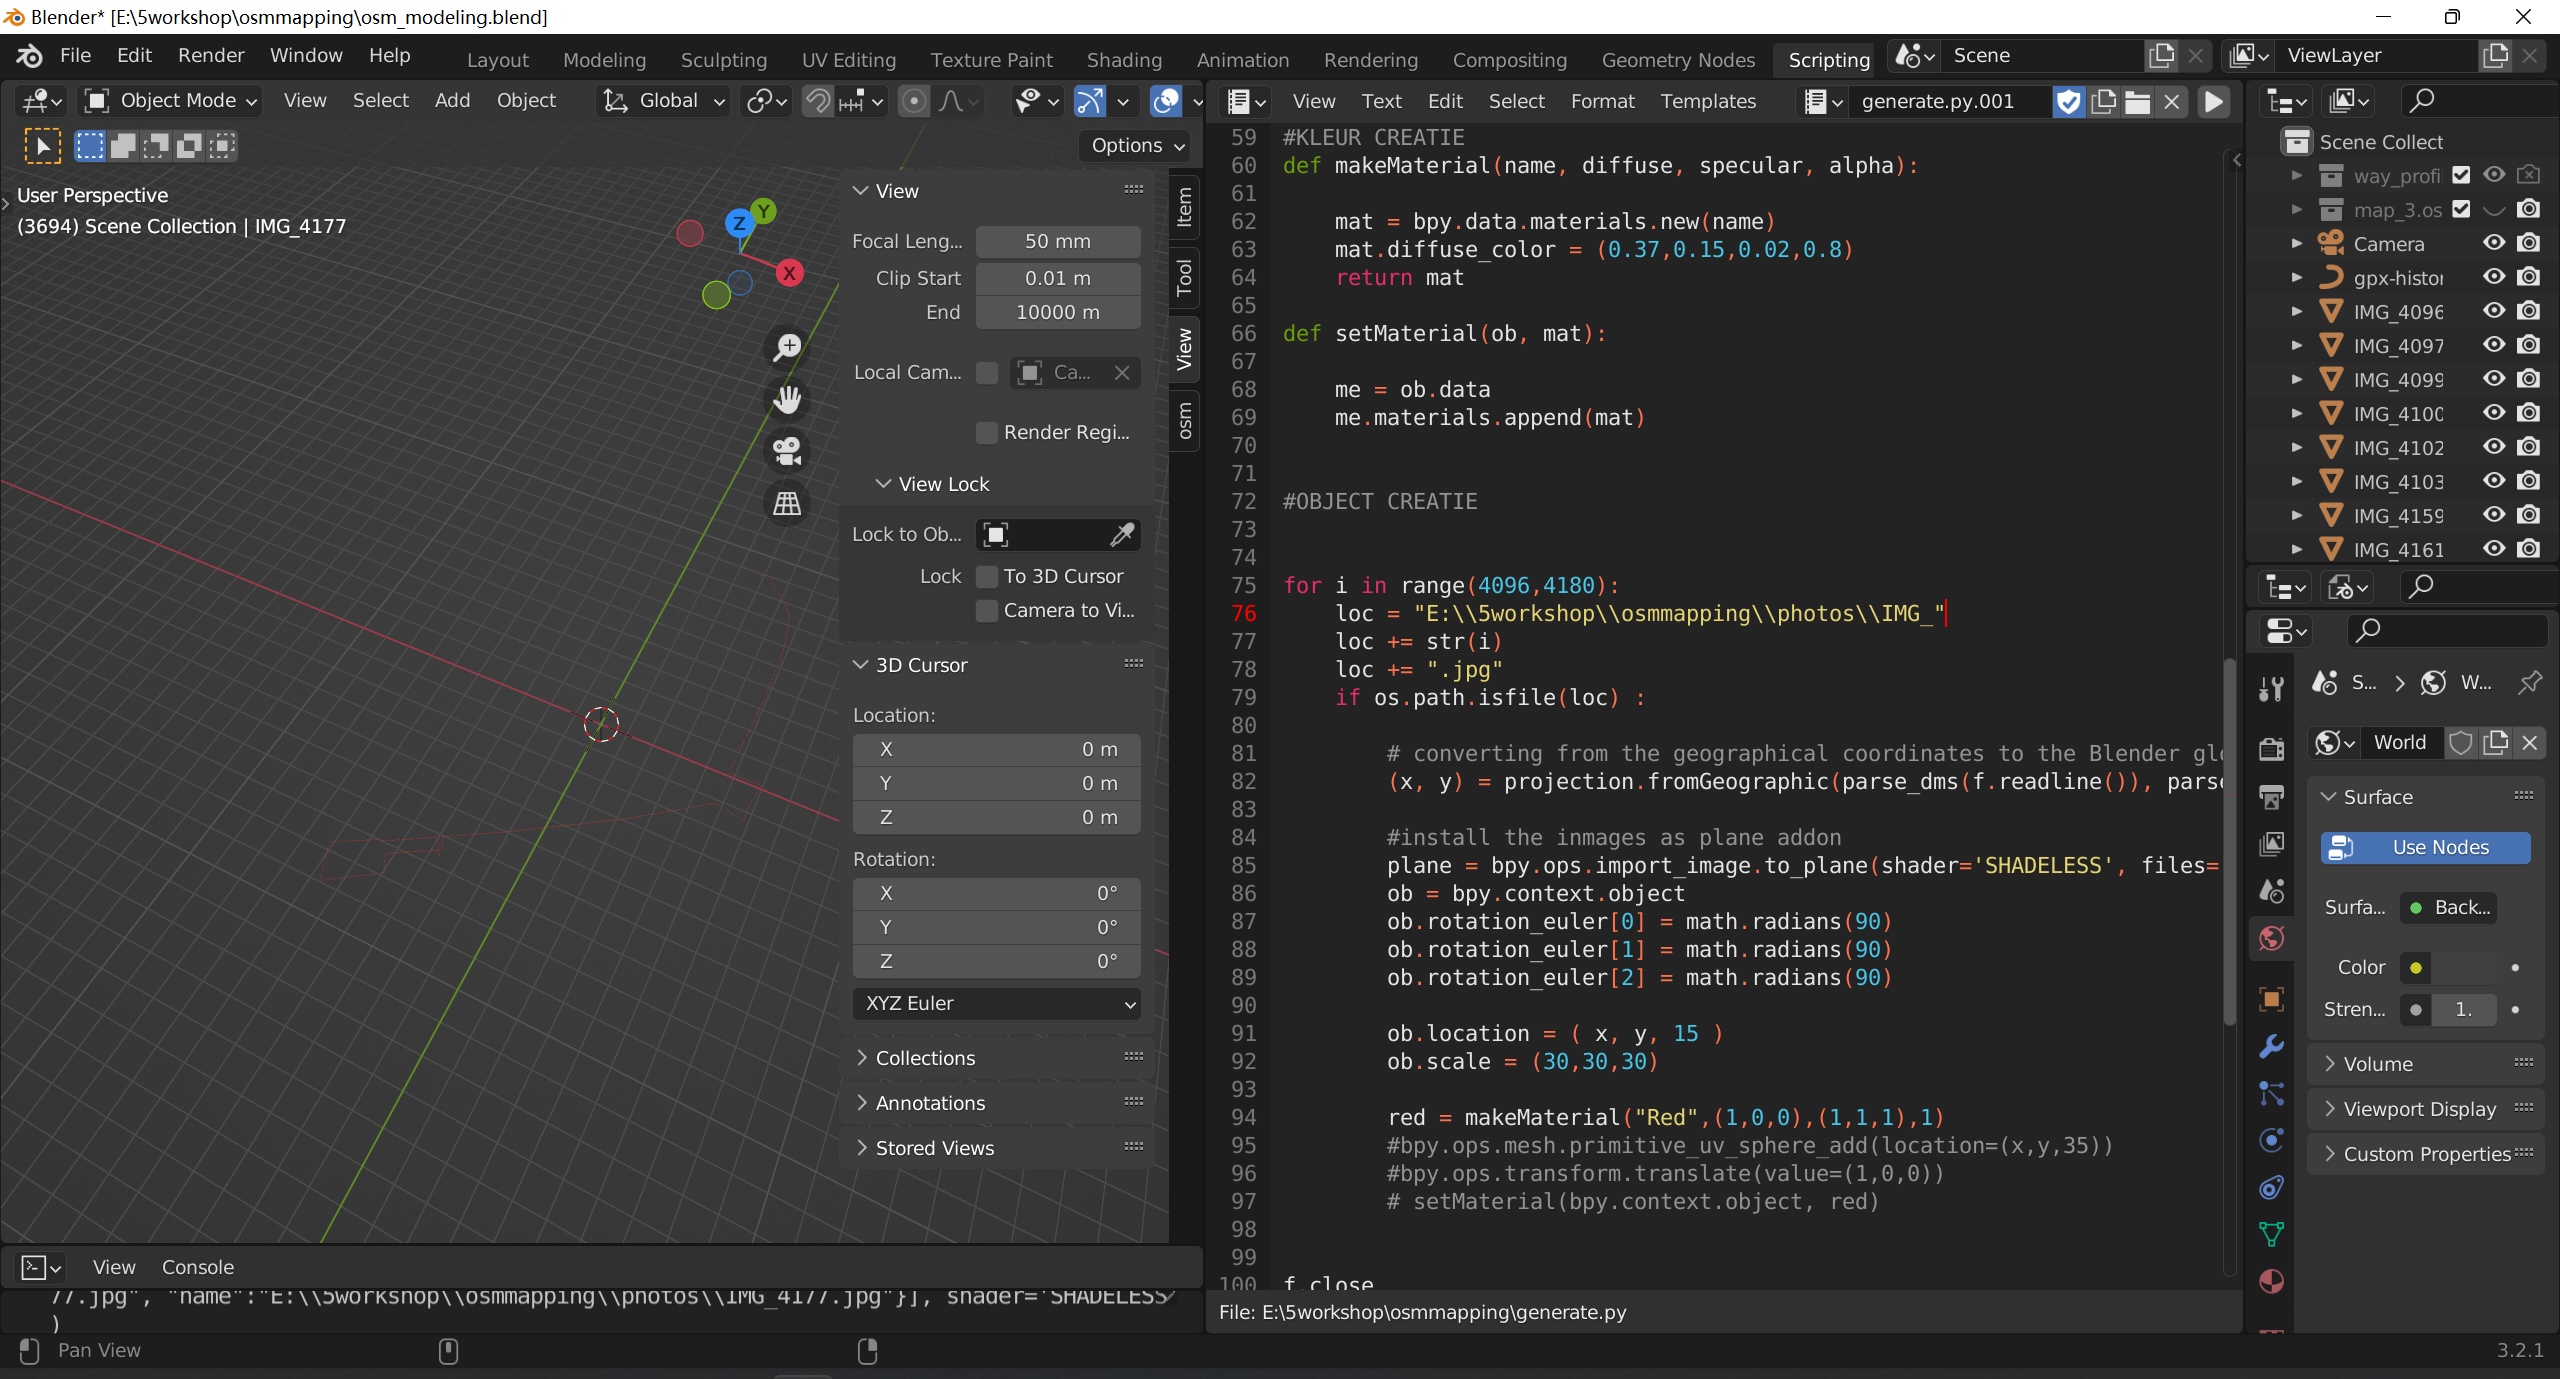 Blender* [E:\5workshop\osmmapping\osm_modeling.blend]
File Edit Render Window Help
Layout Modeling Sculpting UV Editing Texture Paint Shading Animation Rendering Compositing Geometry Nodes Scripting
Scene
ViewLayer
Object Mode View Select Add Object Global
Options
User Perspective
(3694) Scene Collection | IMG_4177
Z
Y
X
View
Focal Leng... 50 mm
Clip Start 0.01 m
End 10000 m
Local Cam... Ca...
Render Regi...
View Lock
Lock to Ob...
Lock To 3D Cursor
Camera to Vi...
3D Cursor
Location:
X 0 m
Y 0 m
Z 0 m
Rotation:
X 0°
Y 0°
Z 0°
XYZ Euler
Collections
Annotations
Stored Views
Item
Tool
View
osm
View Console
77.jpg", "name":"E:\\5workshop\\osmmapping\\photos\\IMG_4177.jpg"}], shader='SHADELESS'
)
Pan View
View Text Edit Select Format Templates generate.py.001
59 #KLEUR CREATIE
60 def makeMaterial(name, diffuse, specular, alpha):
61
62 mat = bpy.data.materials.new(name)
63 mat.diffuse_color = (0.37,0.15,0.02,0.8)
64 return mat
65
66 def setMaterial(ob, mat):
67
68 me = ob.data
69 me.materials.append(mat)
70
71
72 #OBJECT CREATIE
73
74
75 for i in range(4096,4180):
76 loc = "E:\\5workshop\\osmmapping\\photos\\IMG_"
77 loc += str(i)
78 loc += ".jpg"
79 if os.path.isfile(loc) :
80
81 # converting from the geographical coordinates to the Blender gl
82 (x, y) = projection.fromGeographic(parse_dms(f.readline()), parse
83
84 #install the inmages as plane addon
85 plane = bpy.ops.import_image.to_plane(shader='SHADELESS', files=
86 ob = bpy.context.object
87 ob.rotation_euler[0] = math.radians(90)
88 ob.rotation_euler[1] = math.radians(90)
89 ob.rotation_euler[2] = math.radians(90)
90
91 ob.location = ( x, y, 15 )
92 ob.scale = (30,30,30)
93
94 red = makeMaterial("Red",(1,0,0),(1,1,1),1)
95 #bpy.ops.mesh.primitive_uv_sphere_add(location=(x,y,35))
96 #bpy.ops.transform.translate(value=(1,0,0))
97 # setMaterial(bpy.context.object, red)
98
99
100 f.close
File: E:\5workshop\osmmapping\generate.py
Scene Collect
way_profi
map_3.os
Camera
gpx-histor
IMG_4096
IMG_4097
IMG_4099
IMG_4100
IMG_4102
IMG_4103
IMG_4159
IMG_4161
S... W...
World
Surface
Use Nodes
Surfa... Back...
Color
Stren... 1.
Volume
Viewport Display
Custom Properties
3.2.1